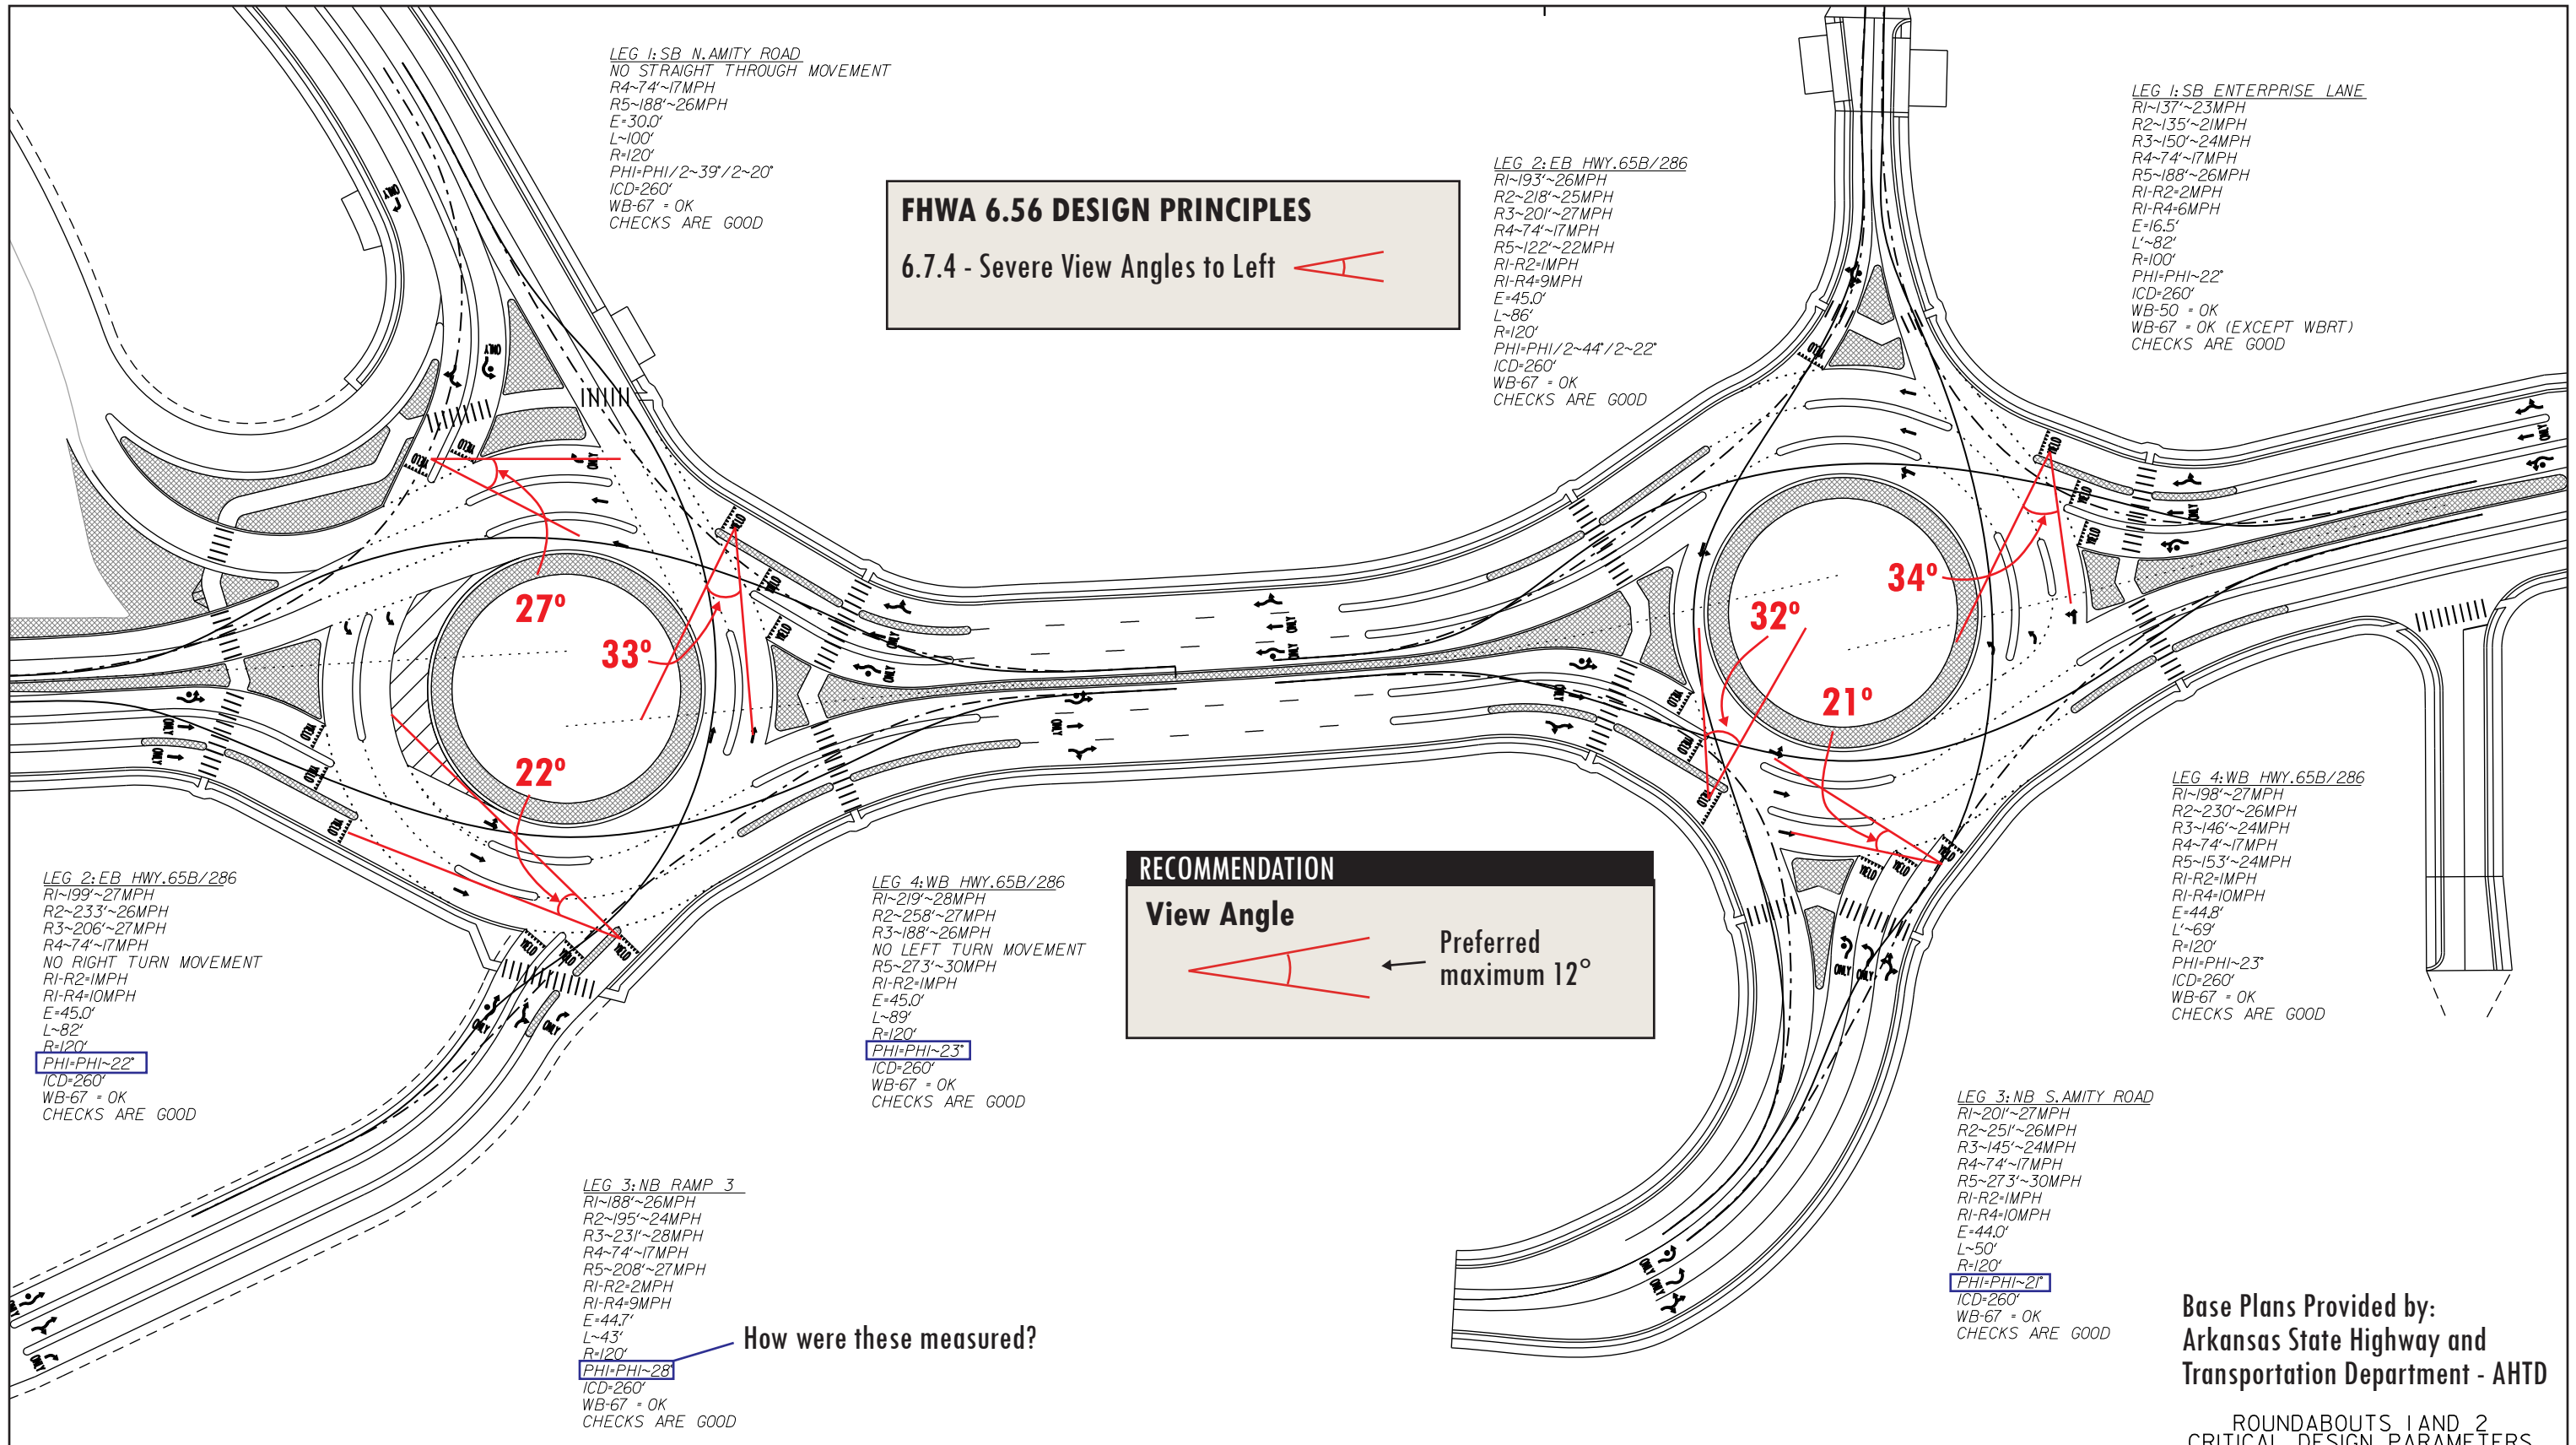 LEG 1: SB N. AMITY ROAD
NO STRAIGHT THROUGH MOVEMENT
R4~74'~17MPH
R5~188'~26MPH
E=30.0'
L~100'
R=120'
PHI=PHI/2~39°/2~20°
ICD=260'
WB-67 = OK
CHECKS ARE GOOD
FHWA 6.56 DESIGN PRINCIPLES
6.7.4 - Severe View Angles to Left
LEG 2: EB HWY. 65B/286
R1~193'~26MPH
R2~218'~25MPH
R3~201'~27MPH
R4~74'~17MPH
R5~122'~22MPH
R1-R2=1MPH
R1-R4=9MPH
E=45.0'
L~86'
R=120'
PHI=PHI/2~44°/2~22°
ICD=260'
WB-67 = OK
CHECKS ARE GOOD
LEG 1: SB ENTERPRISE LANE
R1~137'~23MPH
R2~135'~21MPH
R3~150'~24MPH
R4~74'~17MPH
R5~188'~26MPH
R1-R2=2MPH
R1-R4=6MPH
E=16.5'
L'~82'
R=100'
PHI=PHI~22°
ICD=260'
WB-50 = OK
WB-67 = OK (EXCEPT WBRT)
CHECKS ARE GOOD
27º
33º
22º
32º
34º
21º
LEG 2: EB HWY. 65B/286
R1~199'~27MPH
R2~233'~26MPH
R3~206'~27MPH
R4~74'~17MPH
NO RIGHT TURN MOVEMENT
R1-R2=1MPH
R1-R4=10MPH
E=45.0'
L~82'
R=120'
PHI=PHI~22°
ICD=260'
WB-67 = OK
CHECKS ARE GOOD
LEG 4: WB HWY. 65B/286
R1~219'~28MPH
R2~258'~27MPH
R3~188'~26MPH
NO LEFT TURN MOVEMENT
R5~273'~30MPH
R1-R2=1MPH
E=45.0'
L~89'
R=120'
PHI=PHI~23°
ICD=260'
WB-67 = OK
CHECKS ARE GOOD
RECOMMENDATION
View Angle
Preferred
maximum 12°
LEG 4: WB HWY. 65B/286
R1~198'~27MPH
R2~230'~26MPH
R3~146'~24MPH
R4~74'~17MPH
R5~153'~24MPH
R1-R2=1MPH
R1-R4=10MPH
E=44.8'
L'~69'
R=120'
PHI=PHI~23°
ICD=260'
WB-67 = OK
CHECKS ARE GOOD
LEG 3: NB RAMP 3
R1~188'~26MPH
R2~195'~24MPH
R3~231'~28MPH
R4~74'~17MPH
R5~208'~27MPH
R1-R2=2MPH
R1-R4=9MPH
E=44.7'
L~43'
R=120'
PHI=PHI~28°
ICD=260'
WB-67 = OK
CHECKS ARE GOOD
How were these measured?
LEG 3: NB S. AMITY ROAD
R1~201'~27MPH
R2~251'~26MPH
R3~145'~24MPH
R4~74'~17MPH
R5~273'~30MPH
R1-R2=1MPH
R1-R4=10MPH
E=44.0'
L~50'
R=120'
PHI=PHI~21°
ICD=260'
WB-67 = OK
CHECKS ARE GOOD
Base Plans Provided by:
Arkansas State Highway and
Transportation Department - AHTD
ROUNDABOUTS 1 AND 2
CRITICAL DESIGN PARAMETERS